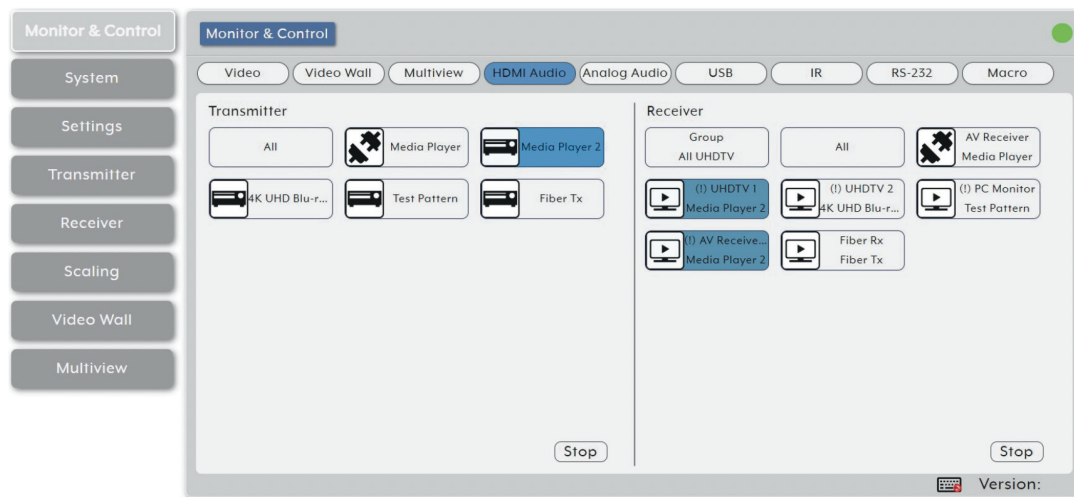 Monitor & Control
System
Settings
Transmitter
Receiver
Scaling
Video Wall
Multiview
Monitor & Control
Video
Video Wall
Multiview
HDMI Audio
Analog Audio
USB
IR
RS-232
Macro
Transmitter
All
Media Player
Media Player 2
4K UHD Blu-r...
Test Pattern
Fiber Tx
Stop
Receiver
Group
All UHDTV
All
AV Receiver
Media Player
(!) UHDTV 1
Media Player 2
(!) UHDTV 2
4K UHD Blu-r...
(!) PC Monitor
Test Pattern
(!) AV Receive...
Media Player 2
Fiber Rx
Fiber Tx
Stop
Version: